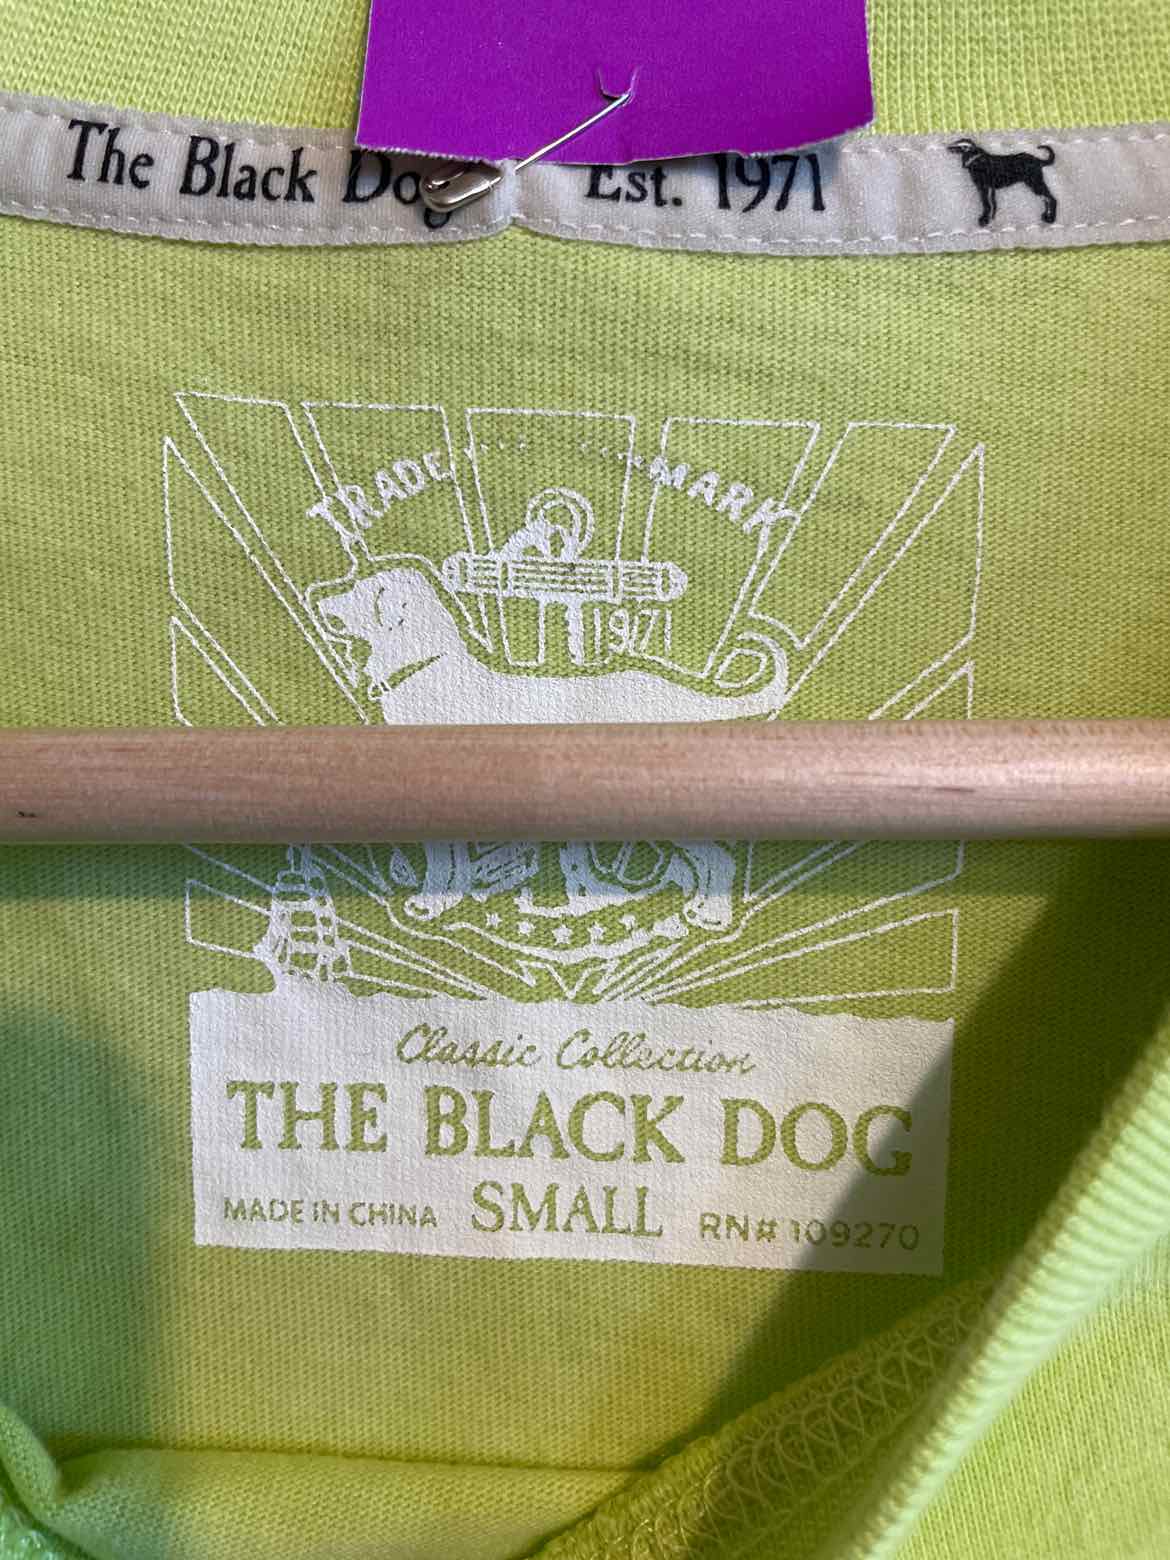 The Black Dog Est. 1971
TRADE MARK
1971
Classic Collection
THE BLACK DOG
MADE IN CHINA SMALL RN# 109270